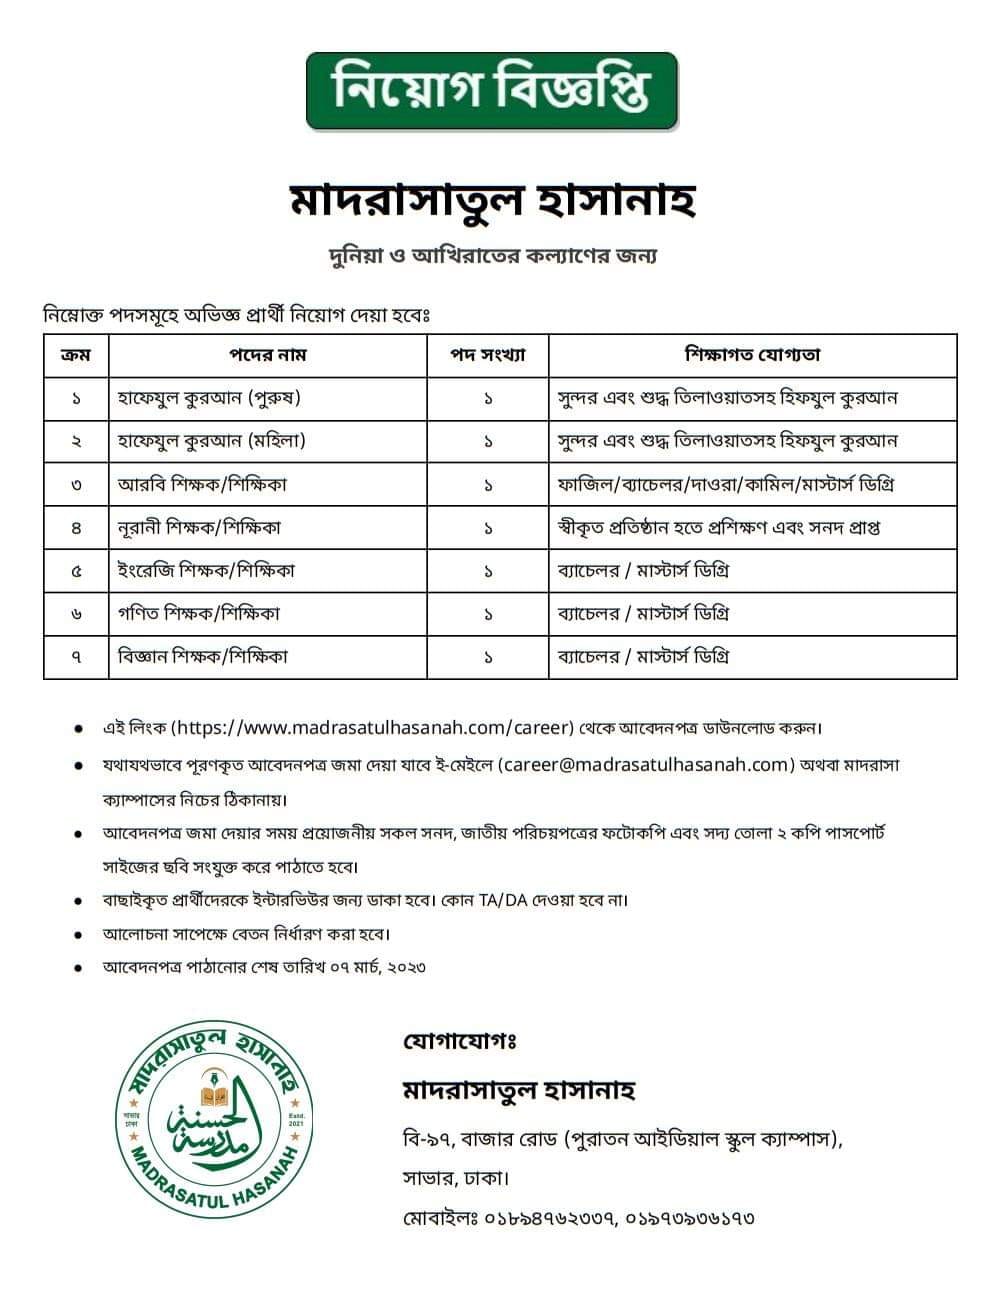 নিয়োগ বিজ্ঞপ্তি
মাদরাসাতুল হাসানাহ
দুনিয়া ও আখিরাতের কল্যাণের জন্য
নিম্নোক্ত পদসমূহে অভিজ্ঞ প্রার্থী নিয়োগ দেয়া হবেঃ
ক্রম পদের নাম পদ সংখ্যা শিক্ষাগত যোগ্যতা
১ হাফেযুল কুরআন (পুরুষ) ১ সুন্দর এবং শুদ্ধ তিলাওয়াতসহ হিফযুল কুরআন
২ হাফেযুল কুরআন (মহিলা) ১ সুন্দর এবং শুদ্ধ তিলাওয়াতসহ হিফযুল কুরআন
৩ আরবি শিক্ষক/শিক্ষিকা ১ ফাজিল/ব্যাচেলর/দাওরা/কামিল/মাস্টার্স ডিগ্রি
৪ নূরানী শিক্ষক/শিক্ষিকা ১ স্বীকৃত প্রতিষ্ঠান হতে প্রশিক্ষণ এবং সনদ প্রাপ্ত
৫ ইংরেজি শিক্ষক/শিক্ষিকা ১ ব্যাচেলর / মাস্টার্স ডিগ্রি
৬ গণিত শিক্ষক/শিক্ষিকা ১ ব্যাচেলর / মাস্টার্স ডিগ্রি
৭ বিজ্ঞান শিক্ষক/শিক্ষিকা ১ ব্যাচেলর / মাস্টার্স ডিগ্রি
● এই লিংক (https://www.madrasatulhasanah.com/career) থেকে আবেদনপত্র ডাউনলোড করুন।
● যথাযথভাবে পূরণকৃত আবেদনপত্র জমা দেয়া যাবে ই-মেইলে (career@madrasatulhasanah.com) অথবা মাদরাসা
ক্যাম্পাসের নিচের ঠিকানায়।
● আবেদনপত্র জমা দেয়ার সময় প্রয়োজনীয় সকল সনদ, জাতীয় পরিচয়পত্রের ফটোকপি এবং সদ্য তোলা ২ কপি পাসপোর্ট
সাইজের ছবি সংযুক্ত করে পাঠাতে হবে।
● বাছাইকৃত প্রার্থীদেরকে ইন্টারভিউর জন্য ডাকা হবে। কোন TA/DA দেওয়া হবে না।
● আলোচনা সাপেক্ষে বেতন নির্ধারণ করা হবে।
● আবেদনপত্র পাঠানোর শেষ তারিখ ০৭ মার্চ, ২০২৩
মাদরাসাতুল হাসানাহ
সাভার
ঢাকা
Estd.
2021
مدرسة الحسنة
MADRASATUL HASANAH
যোগাযোগঃ
মাদরাসাতুল হাসানাহ
বি-৯৭, বাজার রোড (পুরাতন আইডিয়াল স্কুল ক্যাম্পাস),
সাভার, ঢাকা।
মোবাইলঃ ০১৮৯৪৭৬২৩৩৭, ০১৯৭৩৯৩৬১৭৩